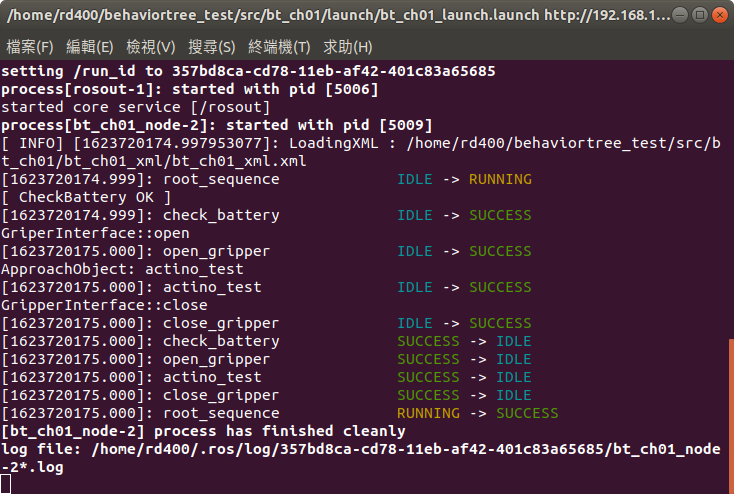 /home/rd400/behaviortree_test/src/bt_ch01/launch/bt_ch01_launch.launch http://192.168.1...
檔案(F) 編輯(E) 檢視(V) 搜尋(S) 終端機(T) 求助(H)
setting /run_id to 357bd8ca-cd78-11eb-af42-401c83a65685
process[rosout-1]: started with pid [5006]
started core service [/rosout]
process[bt_ch01_node-2]: started with pid [5009]
[ INFO] [1623720174.997953077]: LoadingXML : /home/rd400/behaviortree_test/src/b
t_ch01/bt_ch01_xml/bt_ch01_xml.xml
[1623720174.999]: root_sequence IDLE -> RUNNING
[ CheckBattery OK ]
[1623720174.999]: check_battery IDLE -> SUCCESS
GriperInterface::open
[1623720175.000]: open_gripper IDLE -> SUCCESS
ApproachObject: actino_test
[1623720175.000]: actino_test IDLE -> SUCCESS
GripperInterface::close
[1623720175.000]: close_gripper IDLE -> SUCCESS
[1623720175.000]: check_battery SUCCESS -> IDLE
[1623720175.000]: open_gripper SUCCESS -> IDLE
[1623720175.000]: actino_test SUCCESS -> IDLE
[1623720175.000]: close_gripper SUCCESS -> IDLE
[1623720175.000]: root_sequence RUNNING -> SUCCESS
[bt_ch01_node-2] process has finished cleanly
log file: /home/rd400/.ros/log/357bd8ca-cd78-11eb-af42-401c83a65685/bt_ch01_node
-2*.log